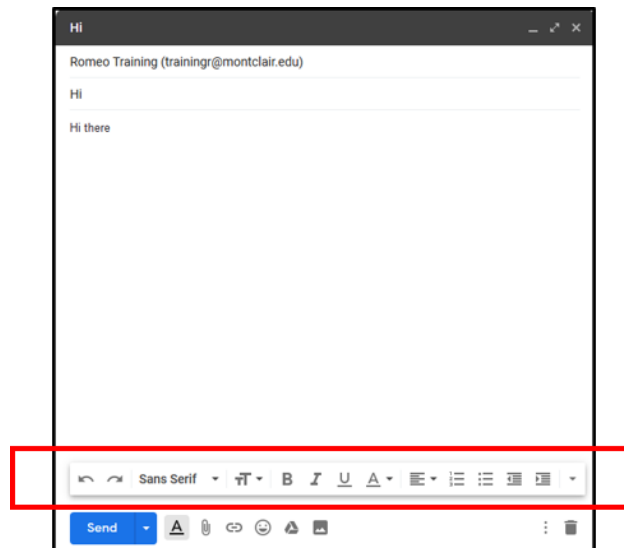 Hi
Romeo Training (trainingr@montclair.edu)
Hi
Hi there
Sans Serif
Send